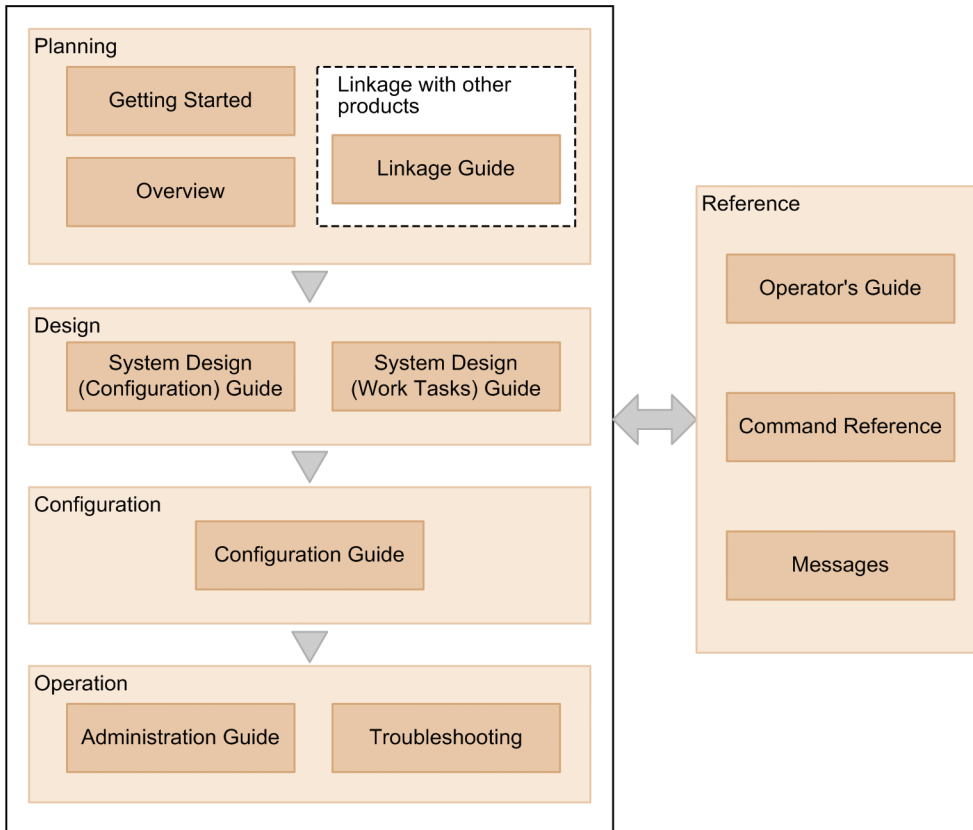 Planning
Getting Started
Overview
Linkage with other
products
Linkage Guide
Design
System Design
(Configuration) Guide
System Design
(Work Tasks) Guide
Configuration
Configuration Guide
Operation
Administration Guide
Troubleshooting
Reference
Operator's Guide
Command Reference
Messages